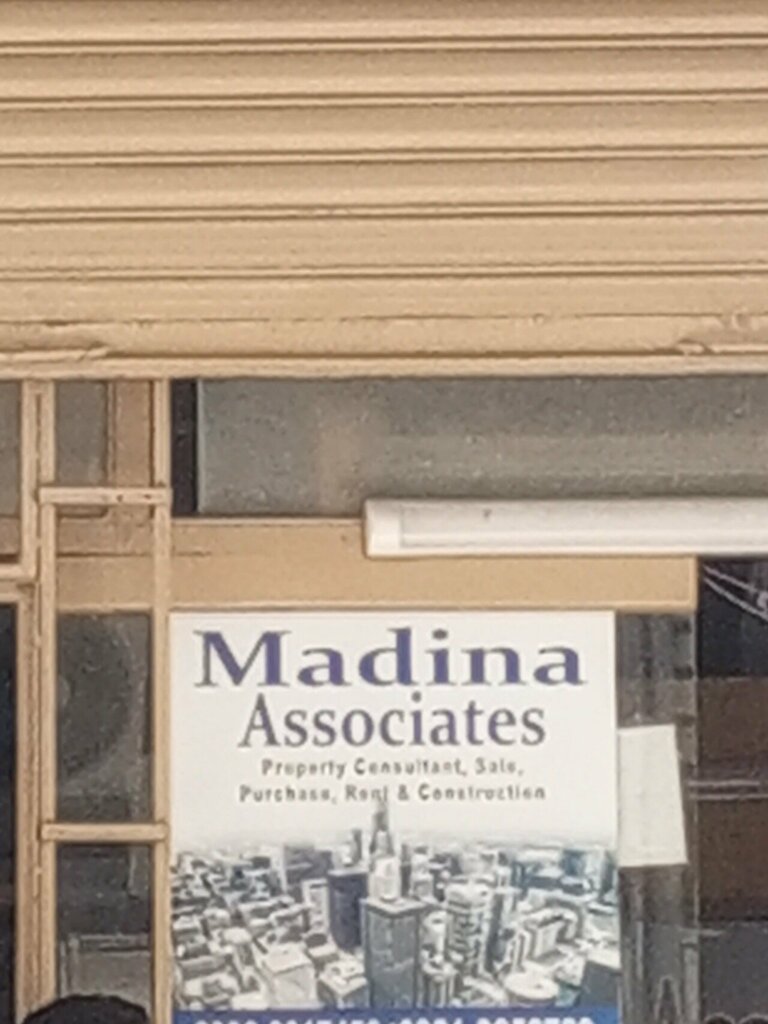 Madina
Associates
Property Consultant, Sale,
Purchase, Rent & Construction